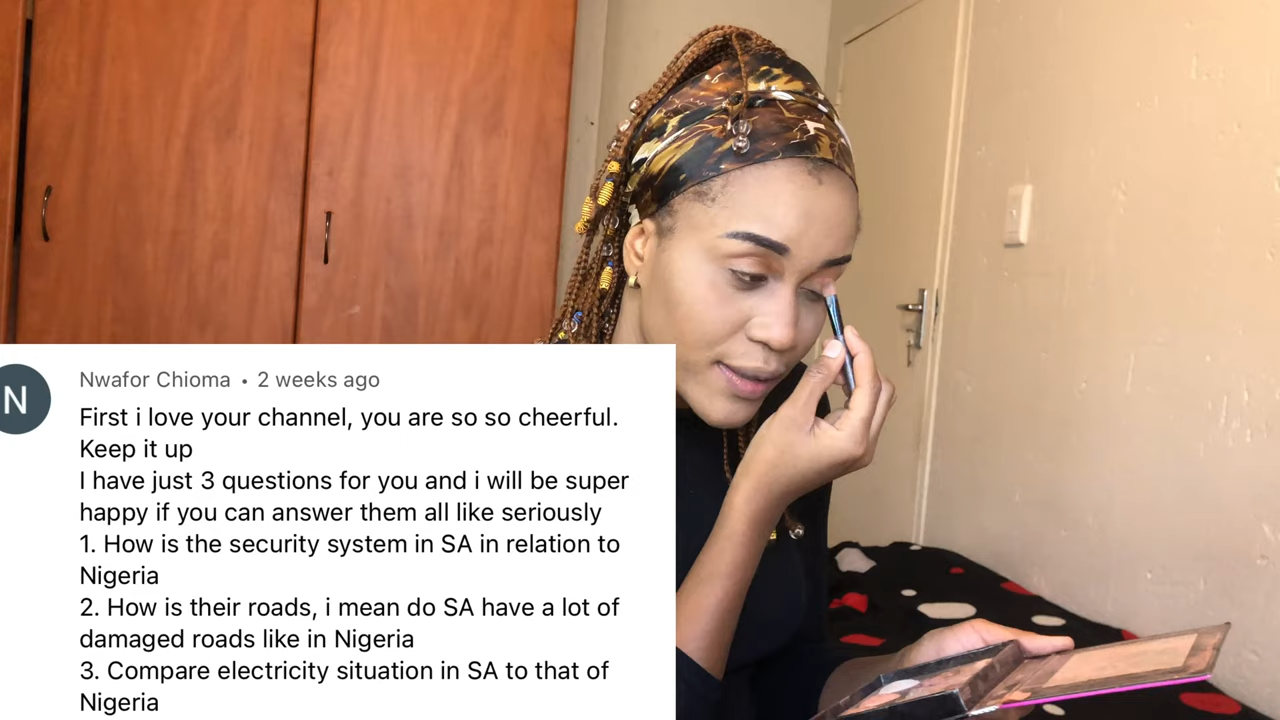 N
Nwafor Chioma • 2 weeks ago
First i love your channel, you are so so cheerful.
Keep it up
I have just 3 questions for you and i will be super
happy if you can answer them all like seriously
1. How is the security system in SA in relation to
Nigeria
2. How is their roads, i mean do SA have a lot of
damaged roads like in Nigeria
3. Compare electricity situation in SA to that of
Nigeria